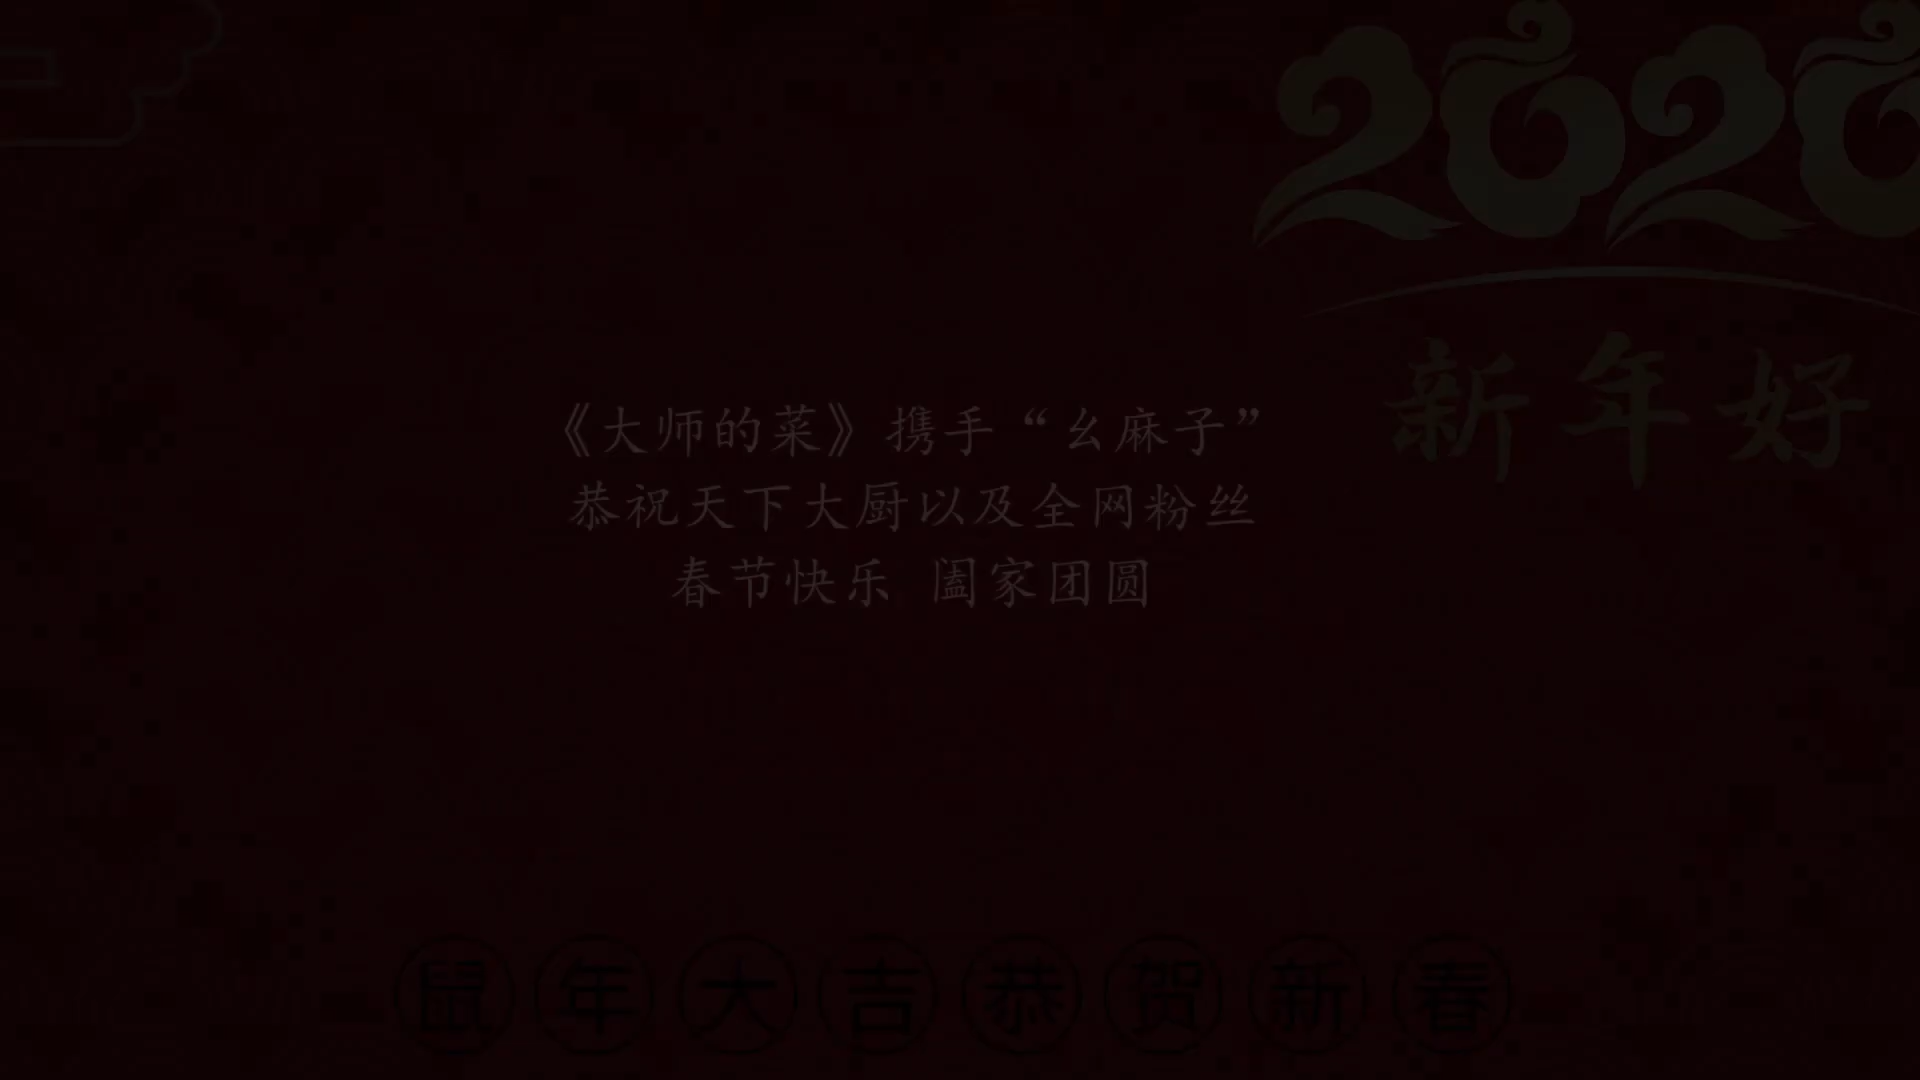 2020
新年好
《大师的菜》携手“幺麻子”
恭祝天下大厨以及全网粉丝
春节快乐 阖家团圆
鼠年大吉恭贺新春